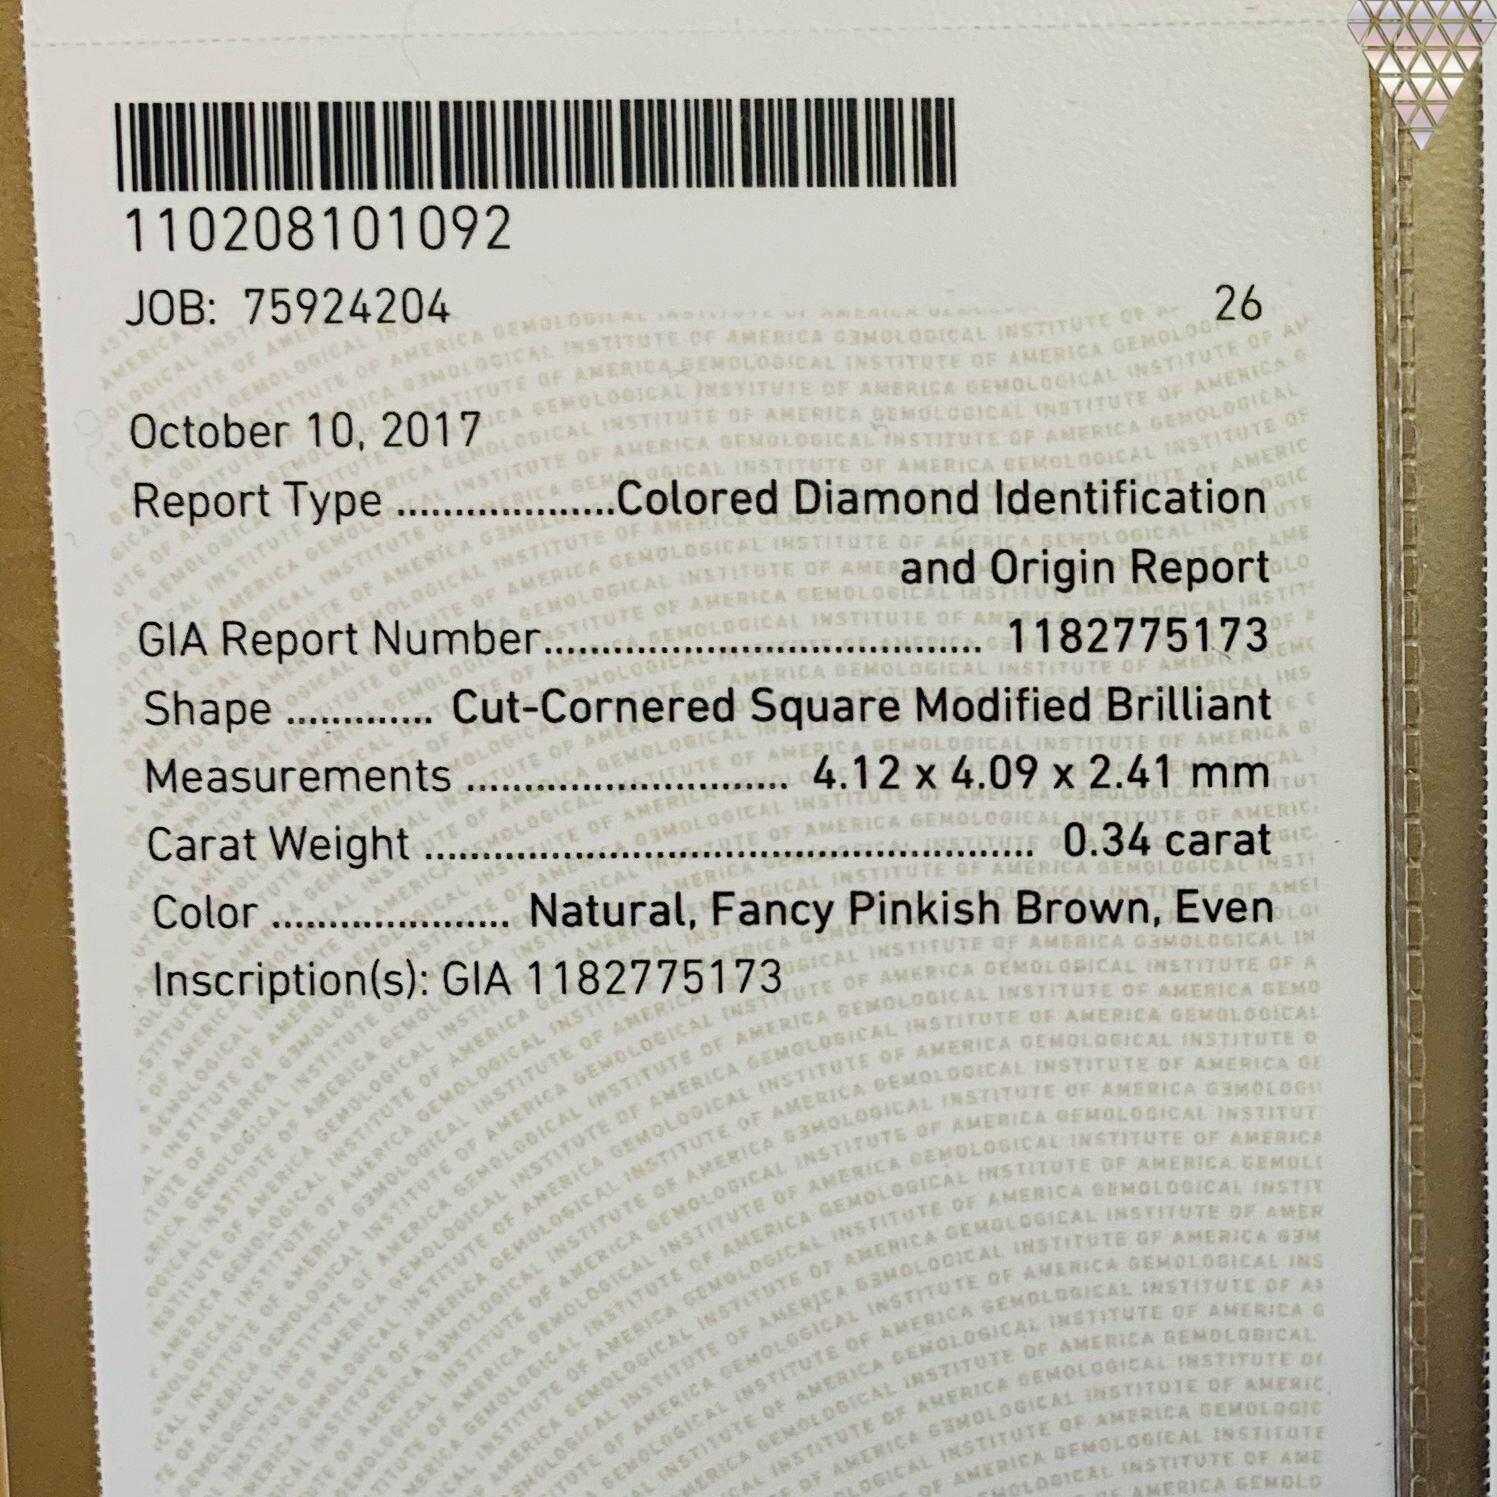 110208101092
JOB: 75924204 26
October 10, 2017
Report Type ...................Colored Diamond Identification
and Origin Report
GIA Report Number...................................... 1182775173
Shape ............. Cut-Cornered Square Modified Brilliant
Measurements ............................ 4.12 x 4.09 x 2.41 mm
Carat Weight ..................................................... 0.34 carat
Color ..................... Natural, Fancy Pinkish Brown, Even
Inscription(s): GIA 1182775173